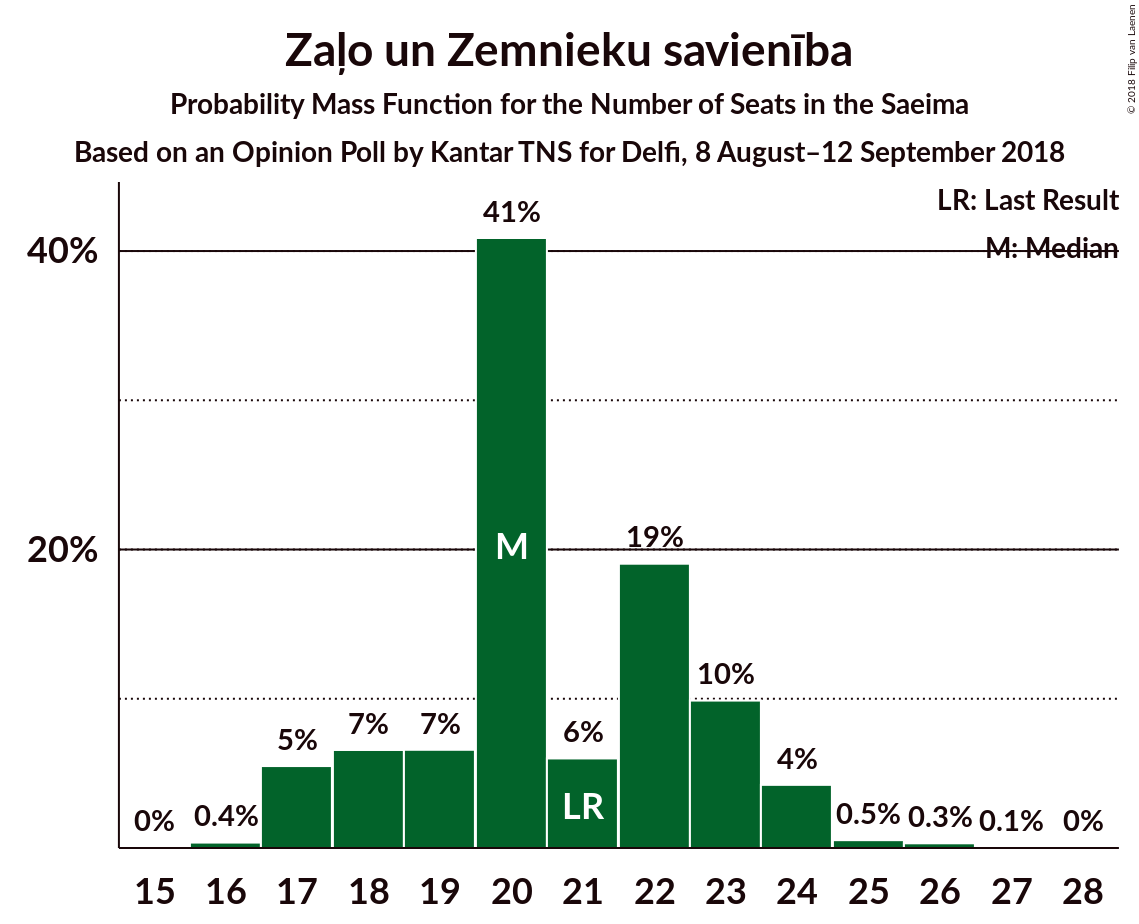 Zaļo un Zemnieku savienība
Probability Mass Function for the Number of Seats in the Saeima
Based on an Opinion Poll by Kantar TNS for Delfi, 8 August–12 September 2018
© 2018 Filip van Laenen
LR: Last Result
M: Median
40%
20%
0%
0.4%
5%
7%
7%
41%
6%
19%
10%
4%
0.5%
0.3%
0.1%
0%
M
LR
15 16 17 18 19 20 21 22 23 24 25 26 27 28